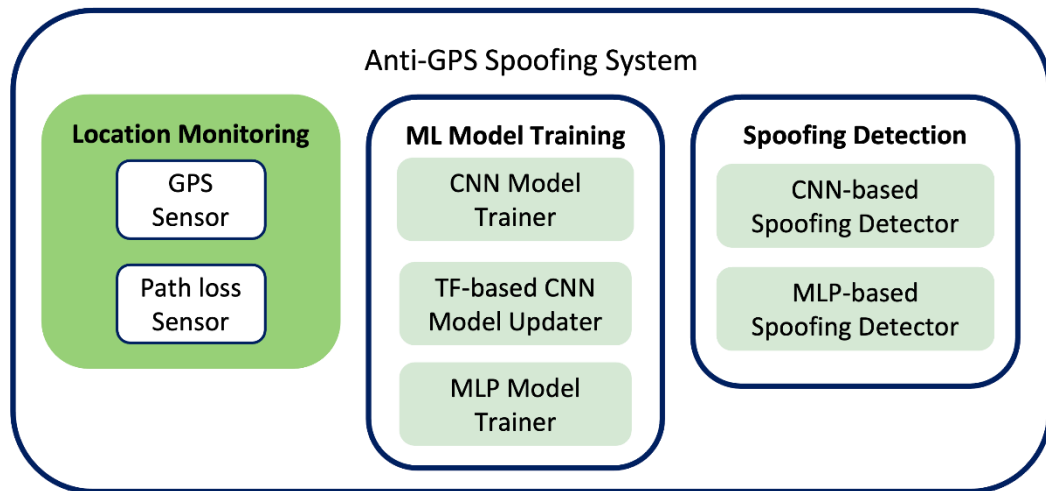 Anti-GPS Spoofing System
Location Monitoring
GPS
Sensor
Path loss
Sensor
ML Model Training
CNN Model
Trainer
TF-based CNN
Model Updater
MLP Model
Trainer
Spoofing Detection
CNN-based
Spoofing Detector
MLP-based
Spoofing Detector